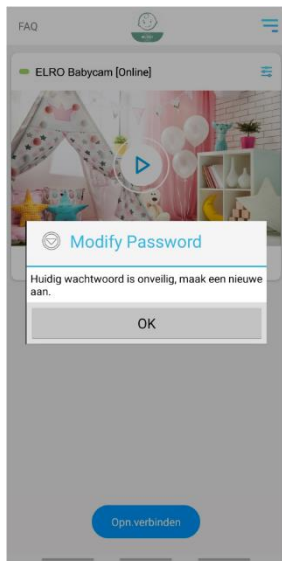 FAQ
ELRO Babycam [Online]
Modify Password
Huidig wachtwoord is onveilig, maak een nieuwe
aan.
OK
Opn.verbinden